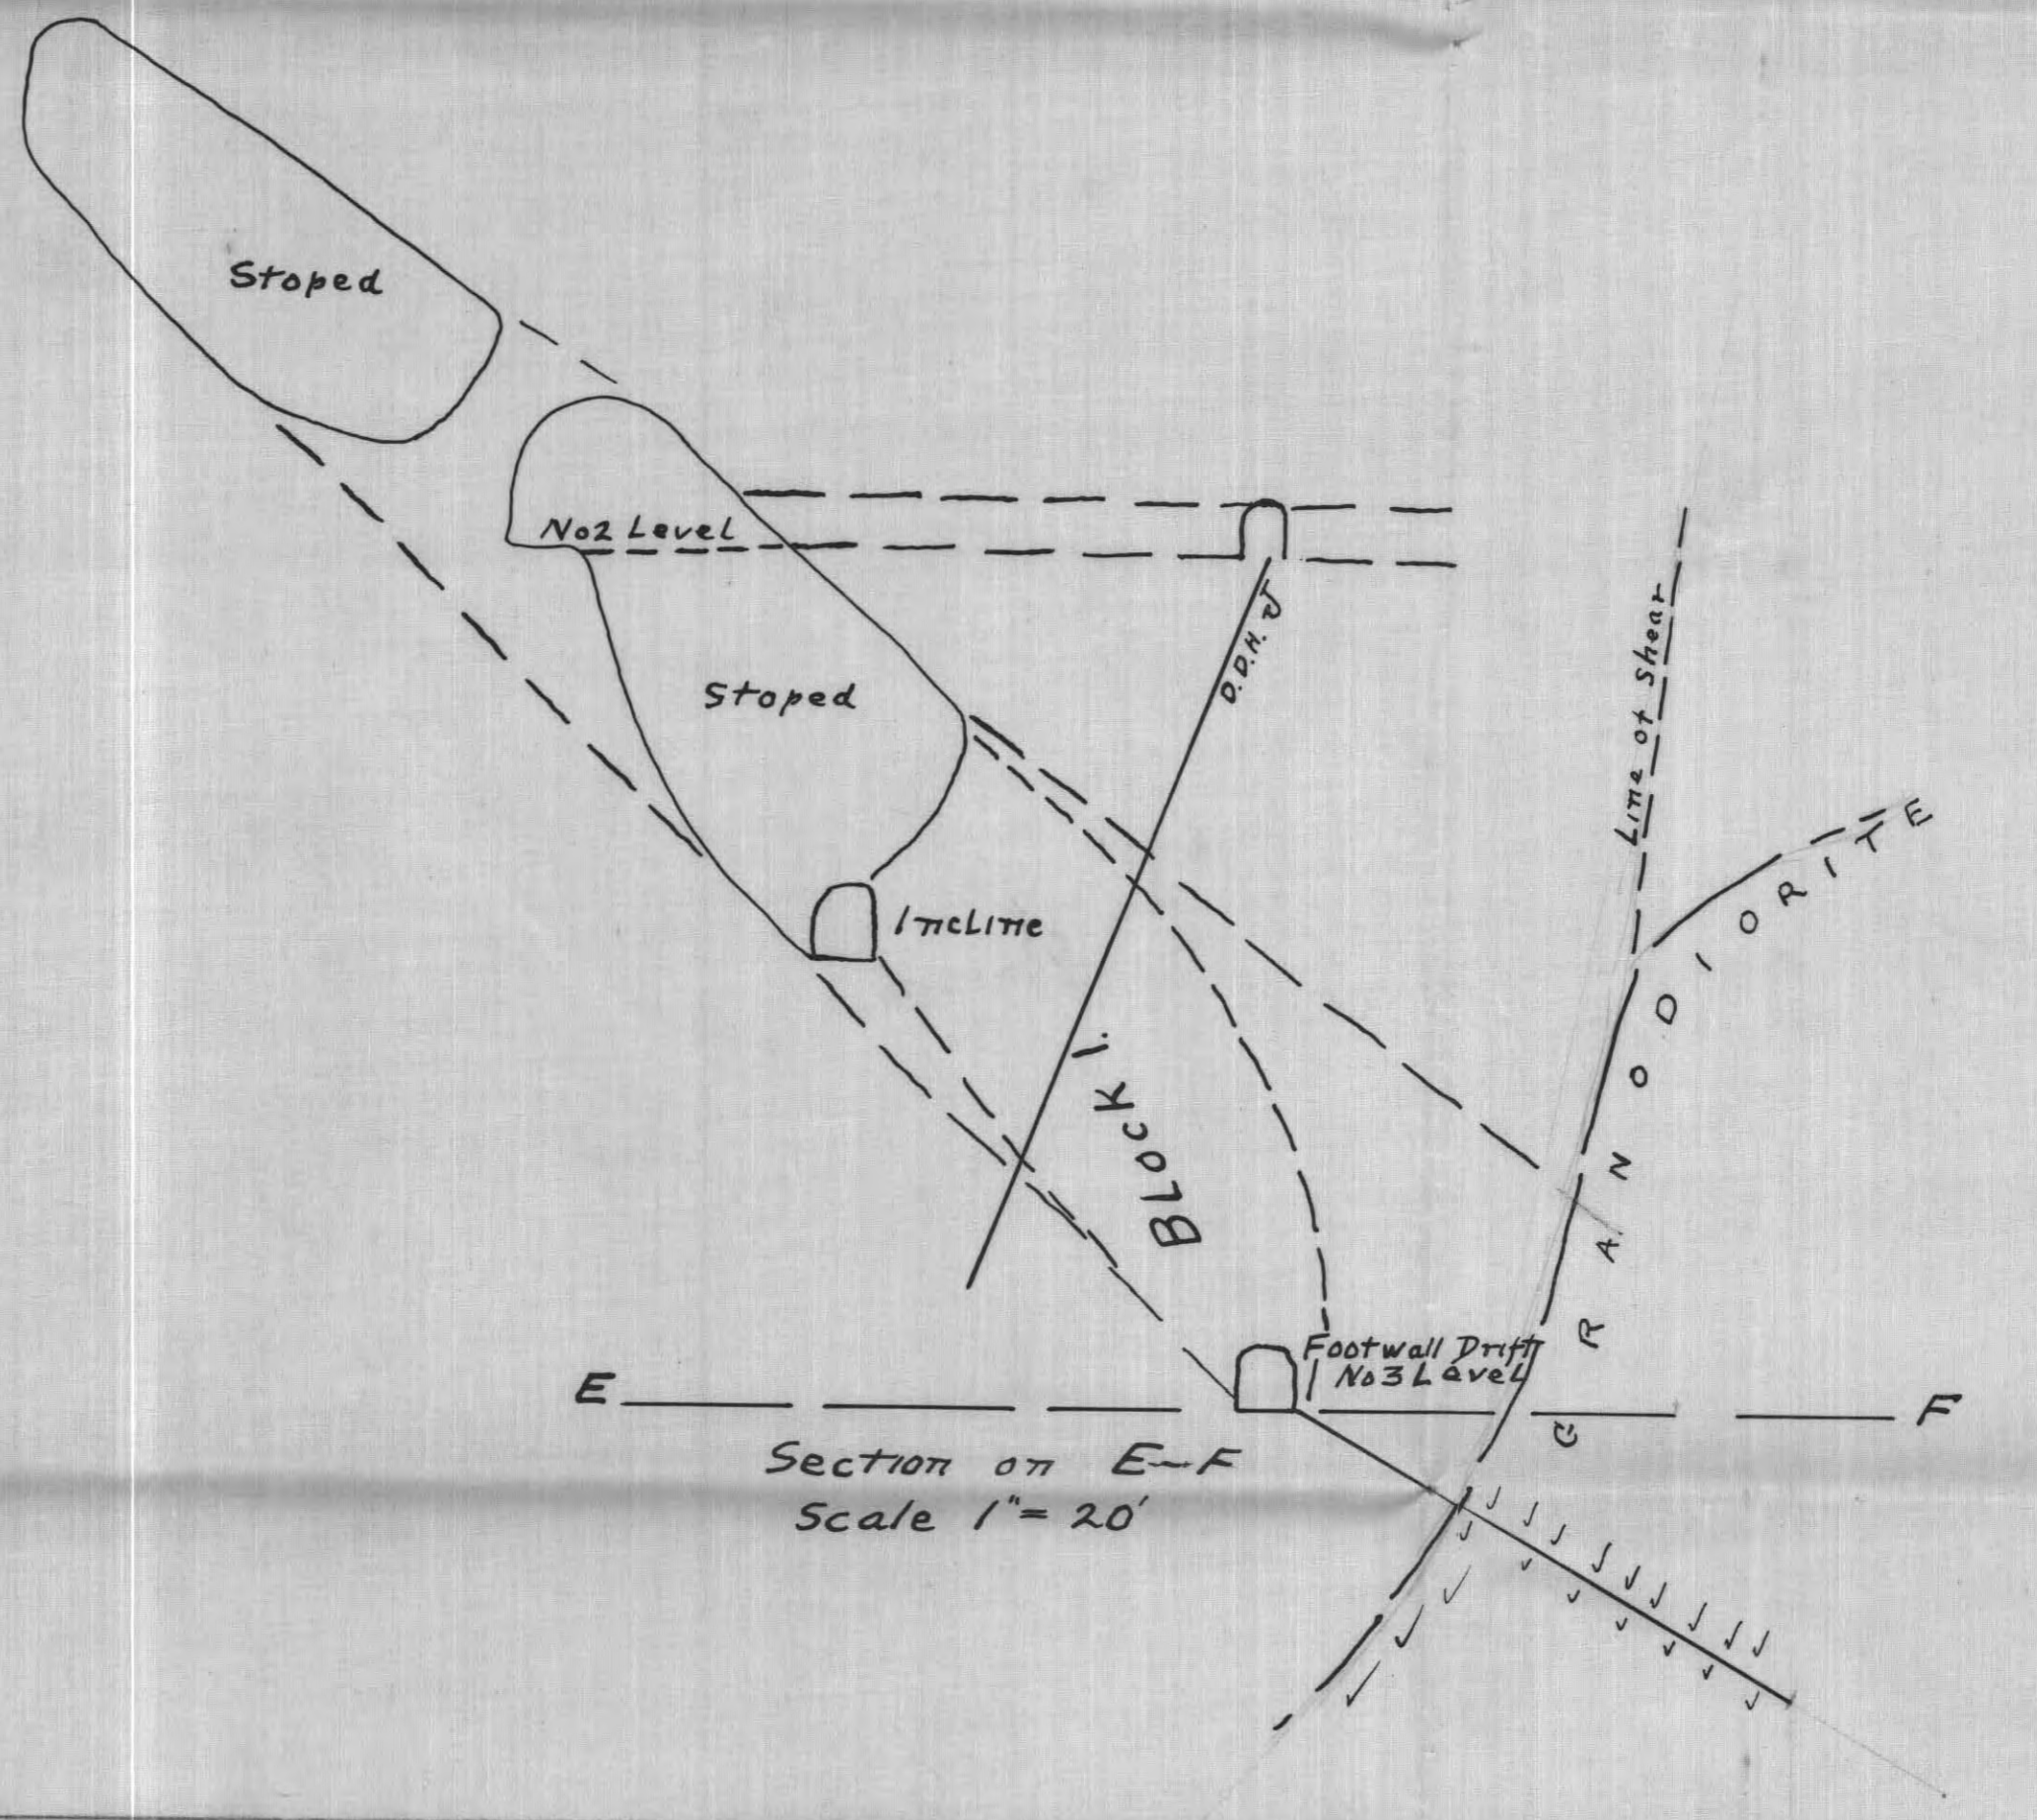 Stoped
No2 Level
D.D.H. J
Line of Shear
Stoped
GRANODIORITE
Incline
BLOCK 1.
Footwall Drift
No3 Level
E
F
Section on E-F
Scale 1" = 20'